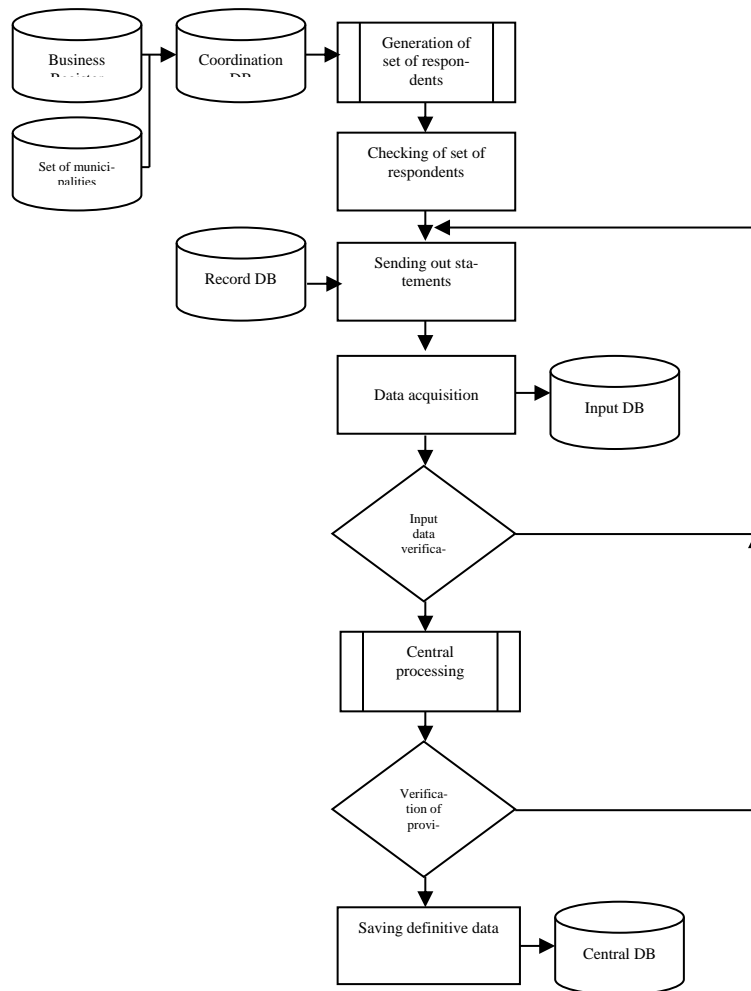 Business
Coordination
Generation of
set of respon-
dents
Set of munici-
palities
Checking of set of
respondents
Record DB
Sending out sta-
tements
Data acquisition
Input DB
Input
data
verifica-
Central
processing
Verifica-
tion of
provi-
Saving definitive data
Central DB